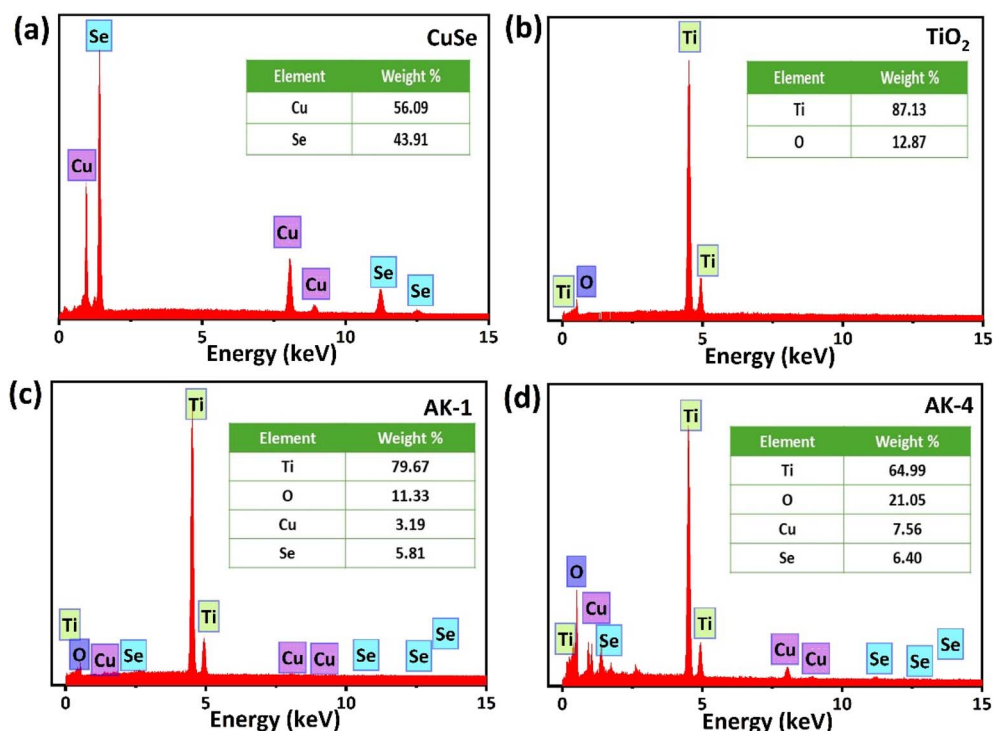 (a)
CuSe
Se
Cu
Cu
Cu
Se
Se
Element Weight %
Cu 56.09
Se 43.91
0 5 10 15
Energy (keV)
(b)
TiO2
Ti
Ti
O
Ti
Element Weight %
Ti 87.13
O 12.87
0 5 10 15
Energy (keV)
(c)
AK-1
Ti
Ti
O
Cu
Se
Ti
Cu
Cu
Se
Se
Se
Element Weight %
Ti 79.67
O 11.33
Cu 3.19
Se 5.81
0 5 10 15
Energy (keV)
(d)
AK-4
Ti
O
Cu
Ti
Se
Ti
Cu
Cu
Se
Se
Se
Element Weight %
Ti 64.99
O 21.05
Cu 7.56
Se 6.40
0 5 10 15
Energy (keV)